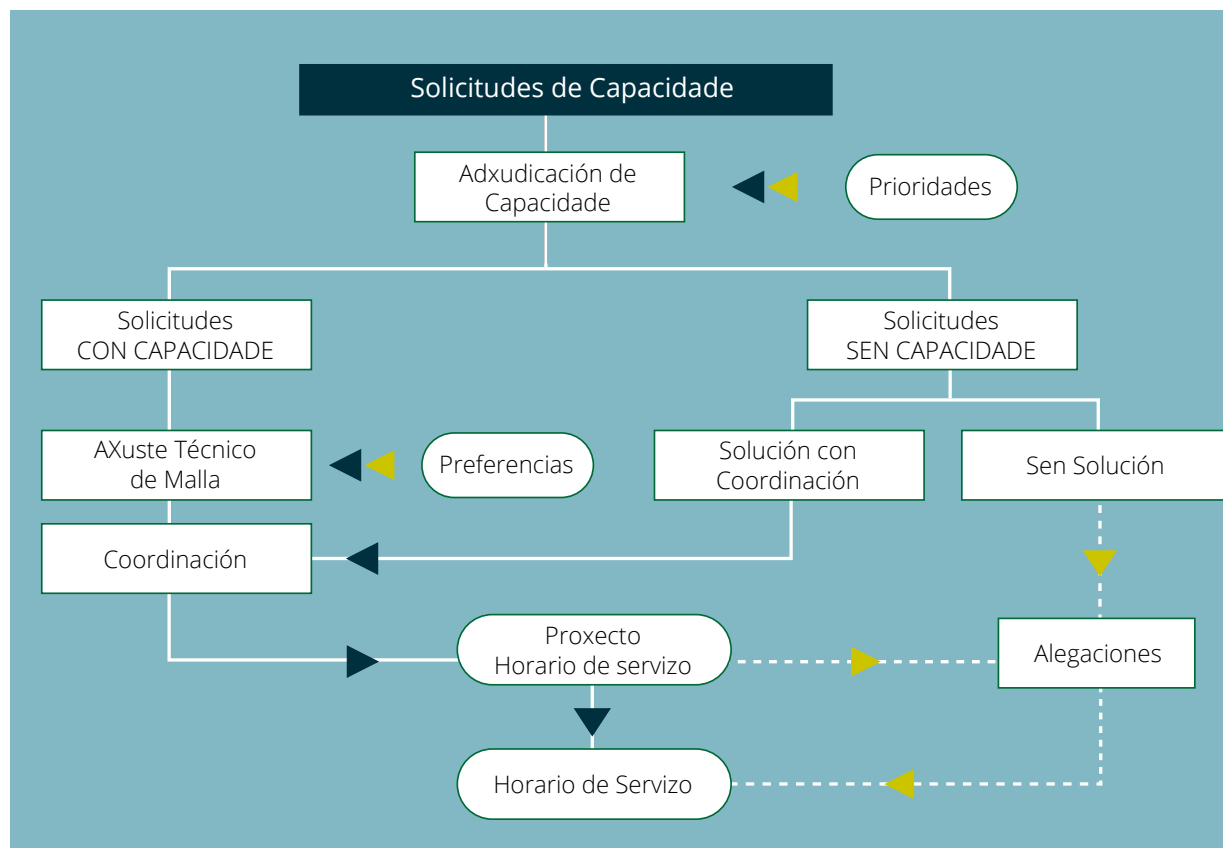 Solicitudes de Capacidade
Adxudicación de
Capacidade
Prioridades
Solicitudes
CON CAPACIDADE
Solicitudes
SEN CAPACIDADE
AXuste Técnico
de Malla
Preferencias
Solución con
Coordinación
Sen Solución
Coordinación
Proxecto
Horario de servizo
Alegaciones
Horario de Servizo